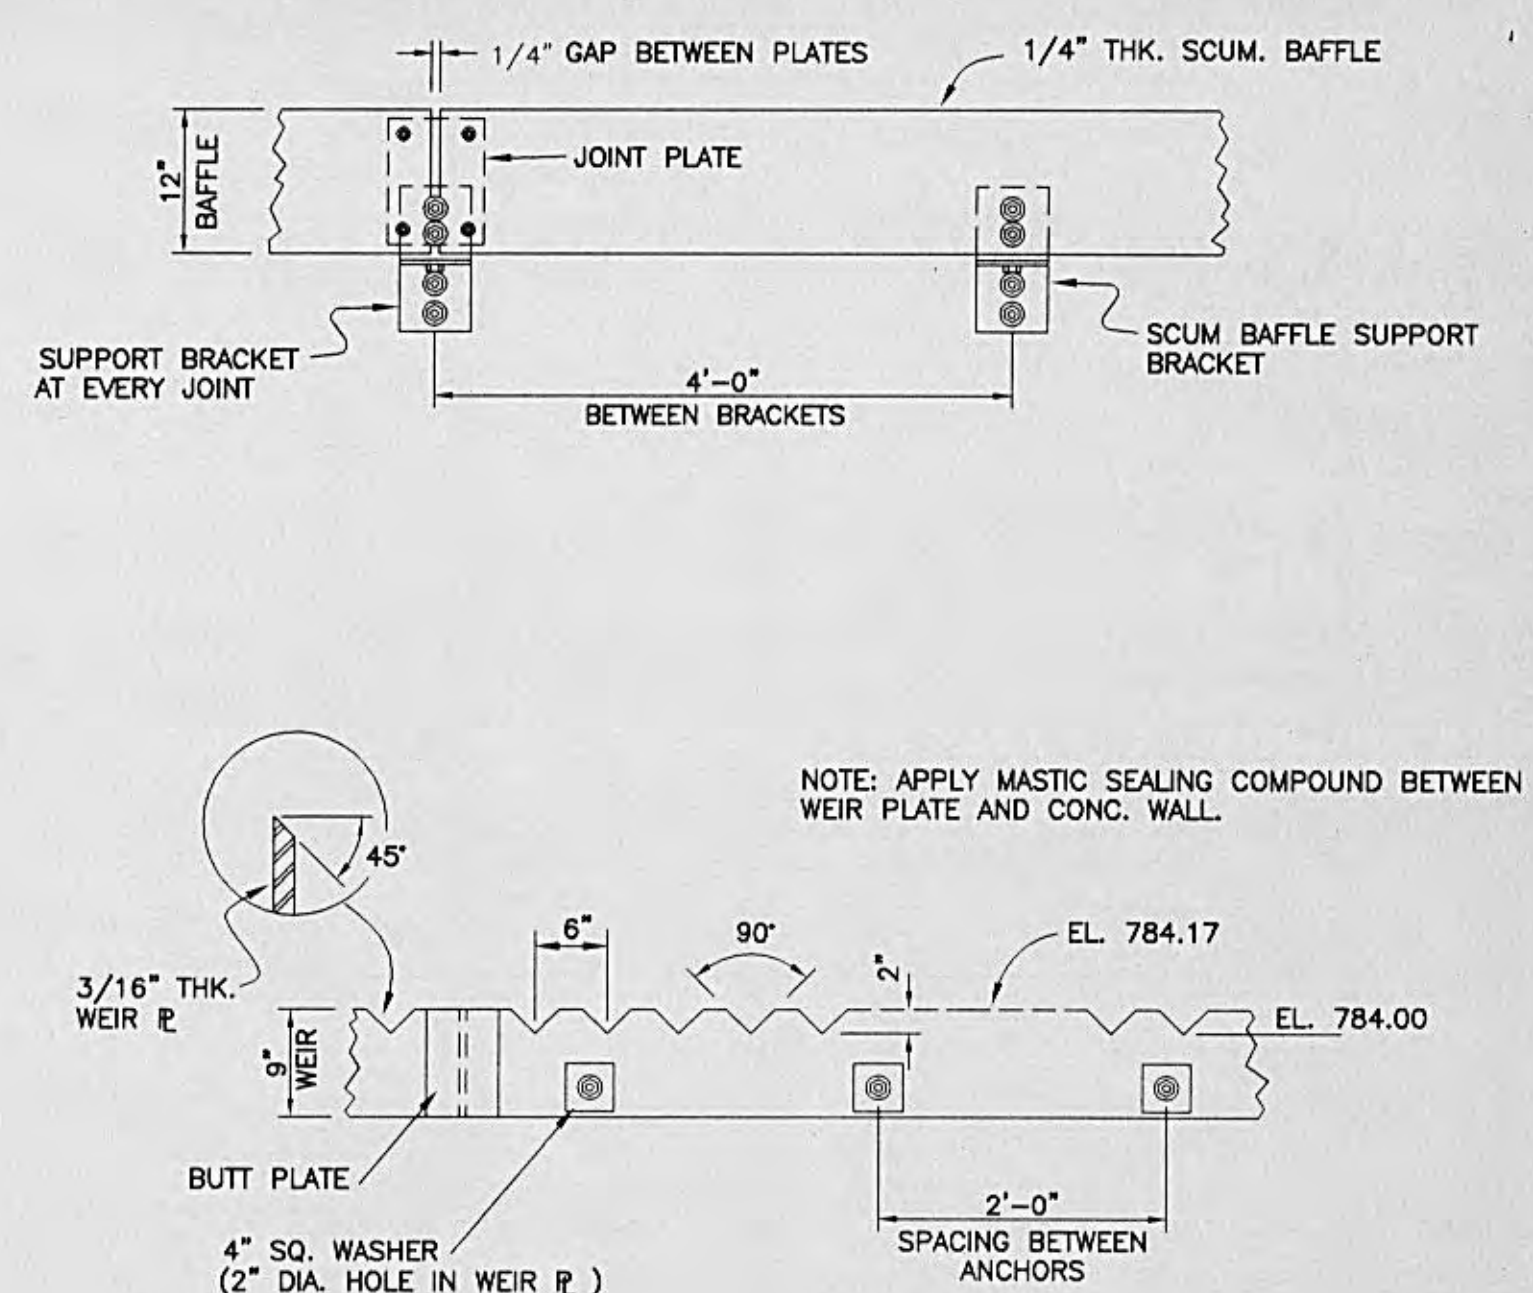 1/4" GAP BETWEEN PLATES
1/4" THK. SCUM. BAFFLE
12"
BAFFLE
JOINT PLATE
SUPPORT BRACKET
AT EVERY JOINT
SCUM BAFFLE SUPPORT
BRACKET
4'-0"
BETWEEN BRACKETS
NOTE: APPLY MASTIC SEALING COMPOUND BETWEEN
WEIR PLATE AND CONC. WALL.
45°
3/16" THK.
WEIR ⅊
6"
90°
2"
EL. 784.17
EL. 784.00
9"
WEIR
BUTT PLATE
4" SQ. WASHER
(2" DIA. HOLE IN WEIR ⅊ )
2'-0"
SPACING BETWEEN
ANCHORS